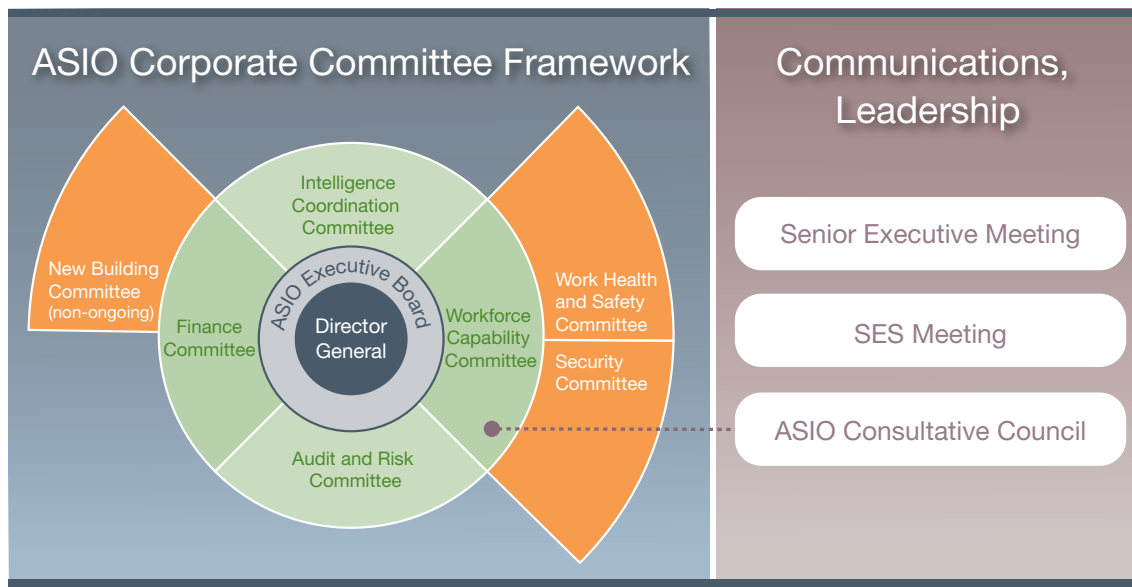 ASIO Corporate Committee Framework
Intelligence
Coordination
Committee
New Building
Committee
(non-ongoing)
Finance
Committee
ASIO Executive Board
Director
General
Workforce
Capability
Committee
Work Health
and Safety
Committee
Security
Committee
Audit and Risk
Committee
Communications,
Leadership
Senior Executive Meeting
SES Meeting
ASIO Consultative Council